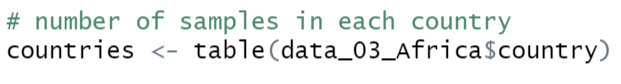 # number of samples in each country
countries <- table(data_03_Africa$country)